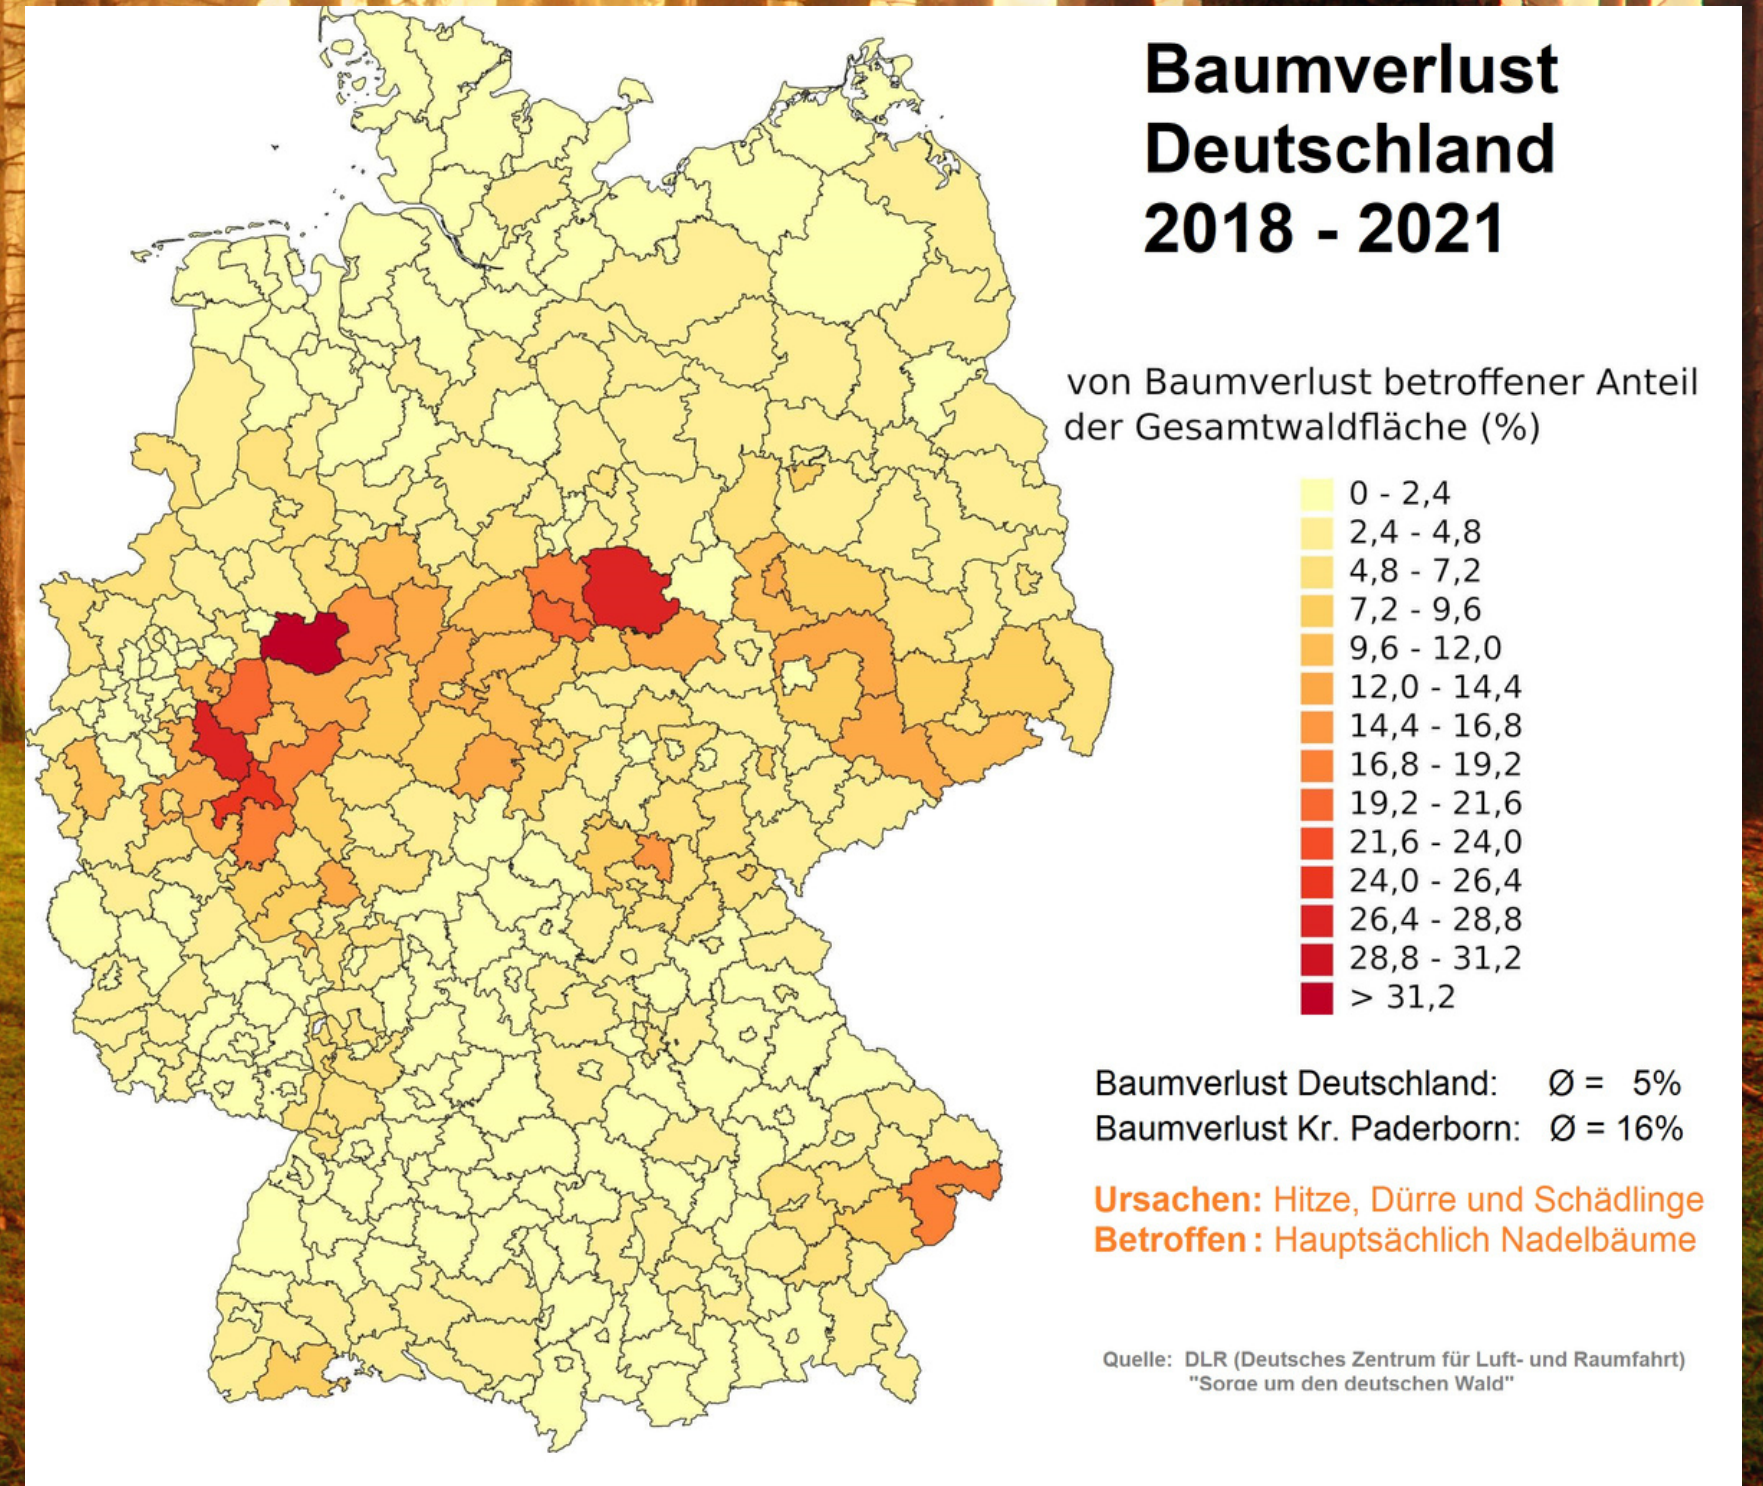 Baumverlust
Deutschland
2018 - 2021
von Baumverlust betroffener Anteil
der Gesamtwaldfläche (%)
0 - 2,4
2,4 - 4,8
4,8 - 7,2
7,2 - 9,6
9,6 - 12,0
12,0 - 14,4
14,4 - 16,8
16,8 - 19,2
19,2 - 21,6
21,6 - 24,0
24,0 - 26,4
26,4 - 28,8
28,8 - 31,2
> 31,2
Baumverlust Deutschland: Ø = 5%
Baumverlust Kr. Paderborn: Ø = 16%
Ursachen: Hitze, Dürre und Schädlinge
Betroffen : Hauptsächlich Nadelbäume
Quelle: DLR (Deutsches Zentrum für Luft- und Raumfahrt)
"Sorge um den deutschen Wald"